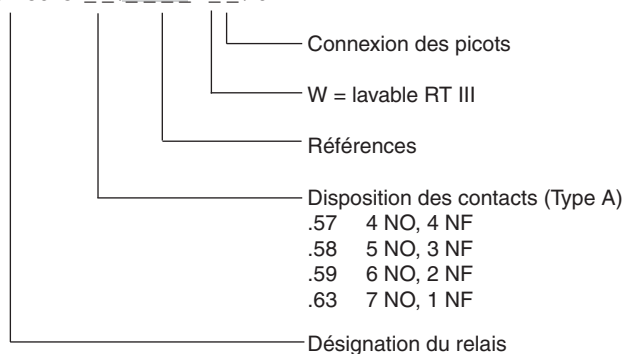 Connexion des picots
W = lavable RT III
Références
Disposition des contacts (Type A)
.57 4 NO, 4 NF
.58 5 NO, 3 NF
.59 6 NO, 2 NF
.63 7 NO, 1 NF
Désignation du relais